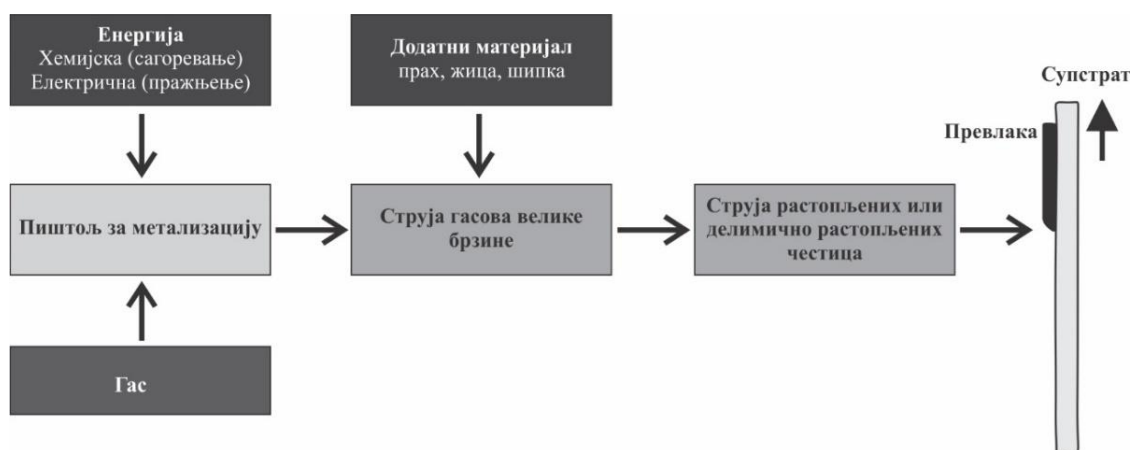 Енергија
Хемијска (сагоревање)
Електрична (пражњење)
Додатни материјал
прах, жица, шипка
Супстрат
Превлака
Пиштољ за метализацију
Струја гасова велике
брзине
Струја растопљених или
делимично растопљених
честица
Гас